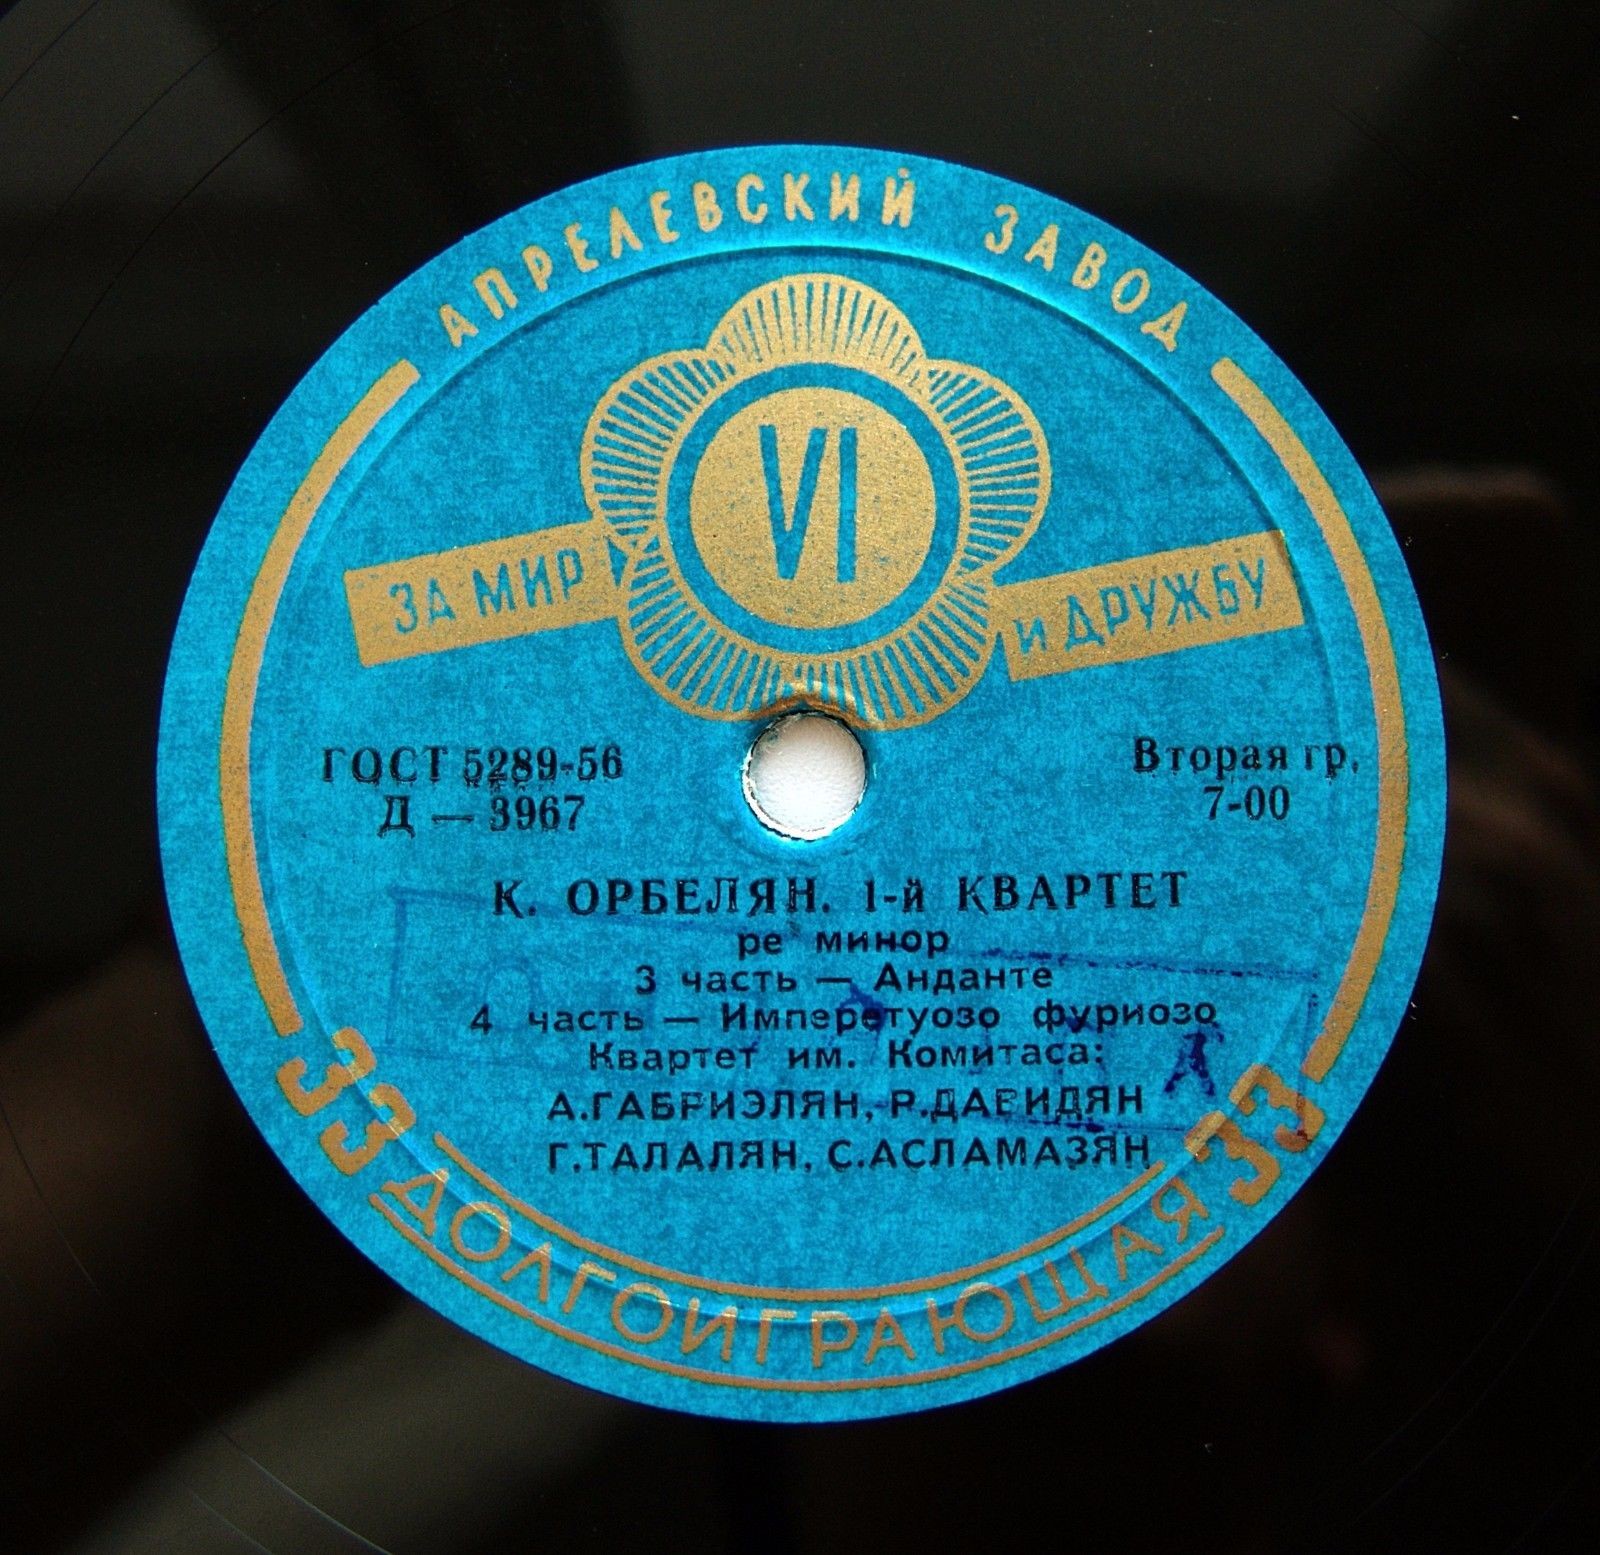 АПРЕЛЕВСКИЙ ЗАВОД
VI
ЗА МИР И ДРУЖБУ
ГОСТ 5289-56
Д — 3967
Вторая гр.
7-00
К. ОРБЕЛЯН. 1-й КВАРТЕТ
ре минор
3 часть — Анданте
4 часть — Имперетуозо фуриозо
Квартет им. Комитаса:
А.ГАБРИЭЛЯН, Р.ДАВИДЯН
Г.ТАЛАЛЯН, С.АСЛАМАЗЯН
33 ДОЛГОИГРАЮЩАЯ 33